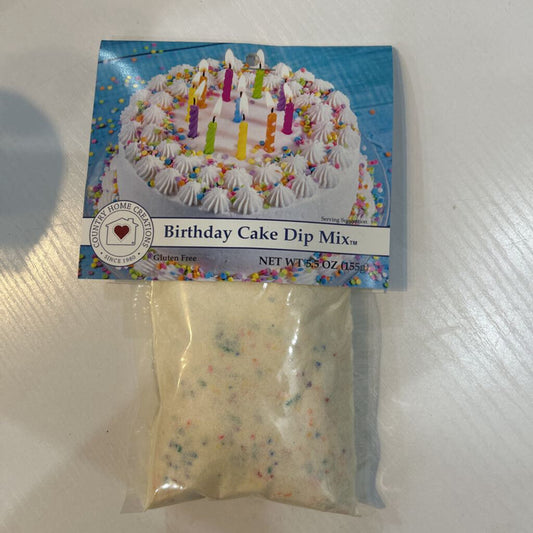 Serving Suggestion
COUNTRY HOME CREATIONS
• SINCE 1980 •
Birthday Cake Dip Mix™
Gluten Free
NET WT 5.5 OZ (155g)